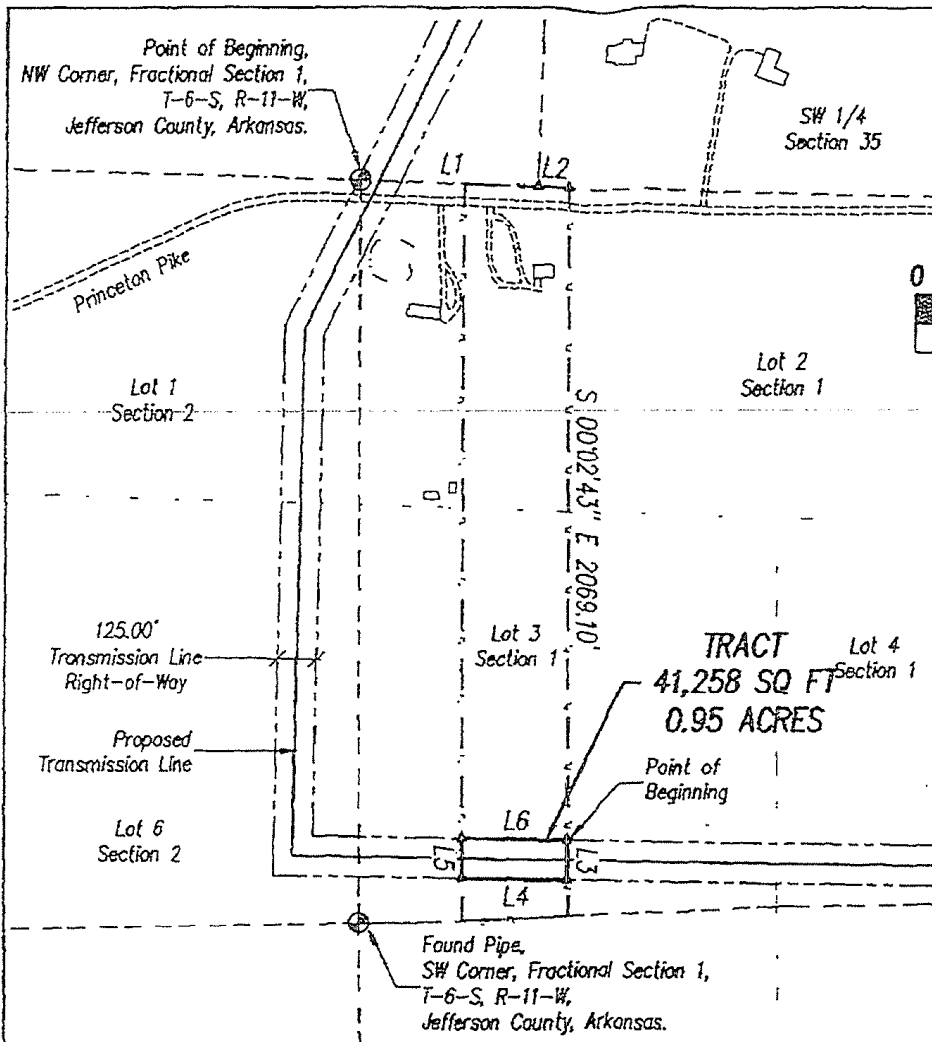 Point of Beginning,
NW Corner, Fractional Section 1,
T-6-S, R-11-W,
Jefferson County, Arkansas.
SW 1/4
Section 35
L1
L2
Princeton Pike
0
Lot 1
Section 2
Lot 2
Section 1
S 00°02'43" E 2069.10'
125.00'
Transmission Line
Right-of-Way
Lot 3
Section 1
TRACT
41,258 SQ FT
0.95 ACRES
Lot 4
Section 1
Proposed
Transmission Line
Point of
Beginning
Lot 6
Section 2
L6
L5
L3
L4
Found Pipe,
SW Corner, Fractional Section 1,
T-6-S, R-11-W,
Jefferson County, Arkansas.